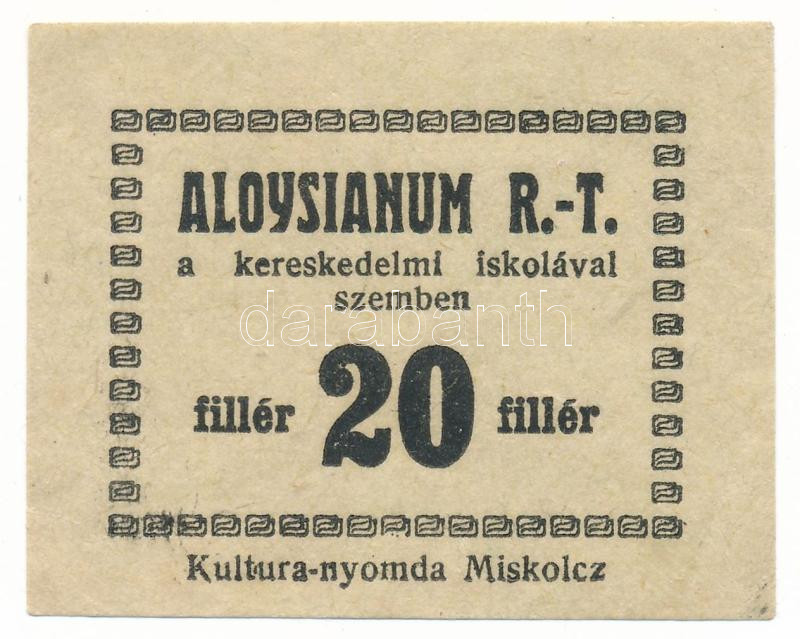 ALOYSIANUM R.-T.
a kereskedelmi iskolával
szemben
darabanth
fillér 20 fillér
Kultura-nyomda Miskolcz